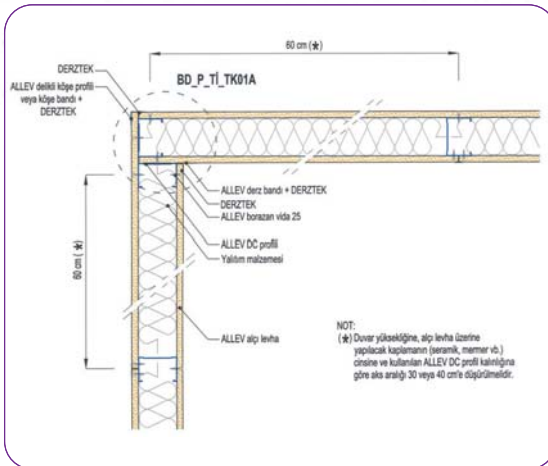 60 cm (*)
DERZTEK
BD_P_Tİ_TK01A
ALLEV delikli köşe profili
veya köşe bandı +
DERZTEK
ALLEV derz bandı + DERZTEK
DERZTEK
ALLEV borazan vida 25
ALLEV DC profili
Yalıtım malzemesi
60 cm (*)
ALLEV alçı levha
NOT:
(*) Duvar yüksekliğine, alçı levha üzerine
yapılacak kaplamanın (seramik, mermer vb.)
cinsine ve kullanılan ALLEV DC profil kalınlığına
göre aks aralığı 30 veya 40 cm'e düşürülmelidir.